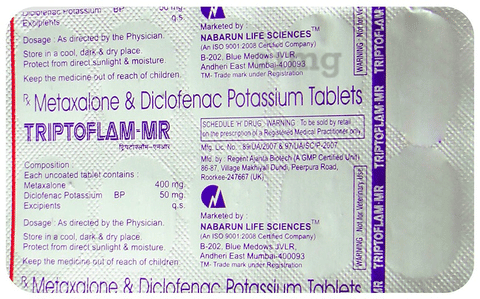 Diclofenac Potassium BP 50 mg.
Excipients q.s.
Dosage : As directed by the Physician.
Store in a cool, dark & dry place.
Protect from direct sunlight & moisture.
Keep the medicine out of reach of children.
Marketed by :
NABARUN LIFE SCIENCES™
(An ISO 9001:2008 Certified Company)
B-202, Blue Medows JVLR,
Andheri East Mumbai-400093
TM- Trade mark under Registration
WARNING - Not for Veterinary Use
TRIPTOFLAM-MR
℞ Metaxalone & Diclofenac Potassium Tablets
TRIPTOFLAM-MR
ट्रिपटोफ्लैम-एमआर
SCHEDULE 'H' DRUG, WARNING : To be sold by retail
on the prescription of a Registered Medical Practitioner only.
Mfg. Lic. No. : 89/UA/2007 & 97/UA/SC/P-2007
Mfd. by : Regent Ajanta Biotech (A GMP Certified Unit)
86-87, Village Makhiyali Dundi, Peerpura Road,
Roorkee-247667 (UK)
Composition :
Each uncoated tablet contains :
Metaxalone 400 mg.
Diclofenac Potassium BP 50 mg.
Excipients q.s.
Dosage : As directed by the Physician.
Store in a cool, dark & dry place.
Protect from direct sunlight & moisture.
Keep the medicine out of reach of children.
Marketed by :
NABARUN LIFE SCIENCES™
(An ISO 9001:2008 Certified Company)
B-202, Blue Medows JVLR,
Andheri East Mumbai-400093
TM- Trade mark under Registration
WARNING - Not for Veterinary Use
TRIPTOFLAM-MR
℞ Metaxalone & Diclofenac Potassium Tablets